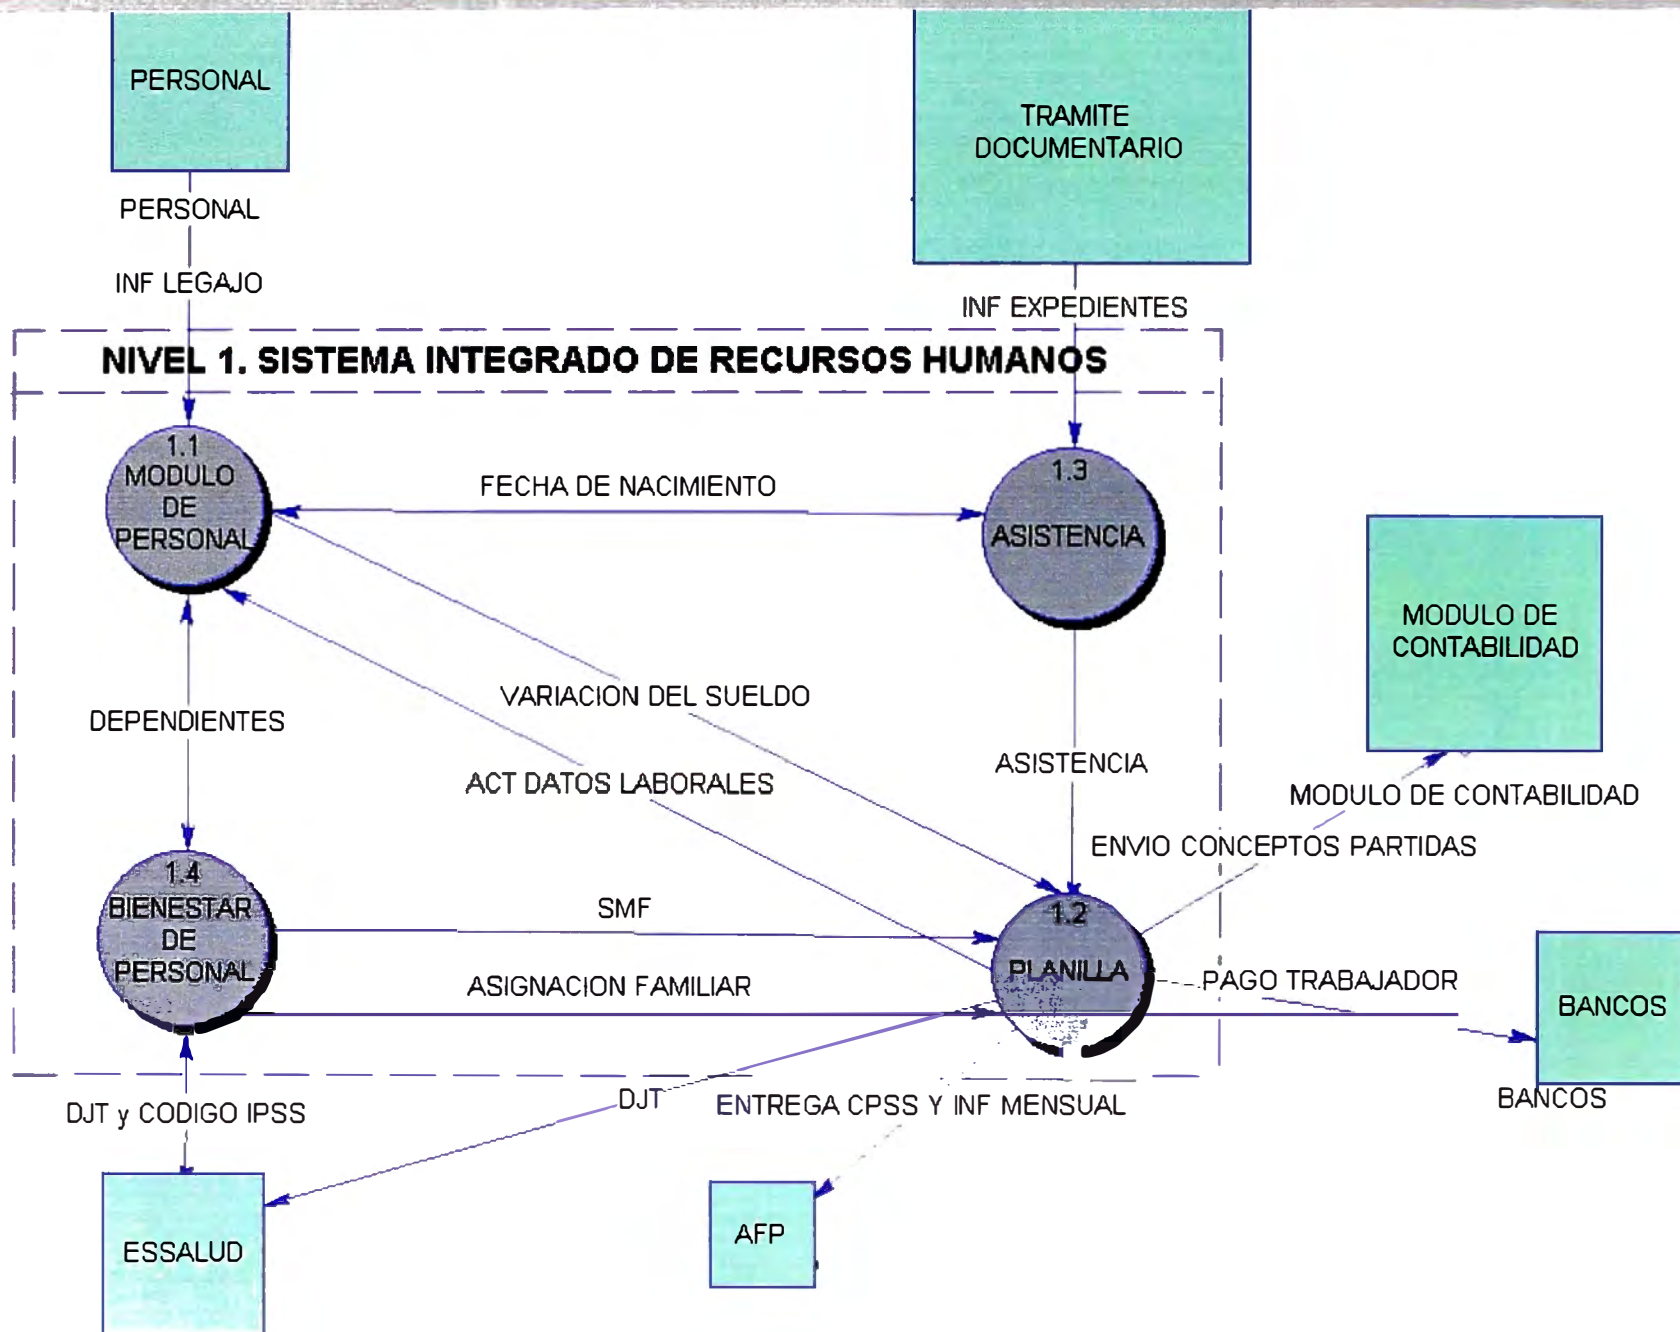 PERSONAL
TRAMITE
DOCUMENTARIO
PERSONAL
INF LEGAJO
INF EXPEDIENTES
NIVEL 1. SISTEMA INTEGRADO DE RECURSOS HUMANOS
1.1
MODULO
DE
PERSONAL
FECHA DE NACIMIENTO
1.3
ASISTENCIA
MODULO DE
CONTABILIDAD
VARIACION DEL SUELDO
DEPENDIENTES
ASISTENCIA
ACT DATOS LABORALES
MODULO DE CONTABILIDAD
ENVIO CONCEPTOS PARTIDAS
1.4
BIENESTAR
DE
PERSONAL
SMF
1.2
PLANILLA
ASIGNACION FAMILIAR
PAGO TRABAJADOR
BANCOS
BANCOS
DJT y CODIGO IPSS
DJT
ENTREGA CPSS Y INF MENSUAL
ESSALUD
AFP